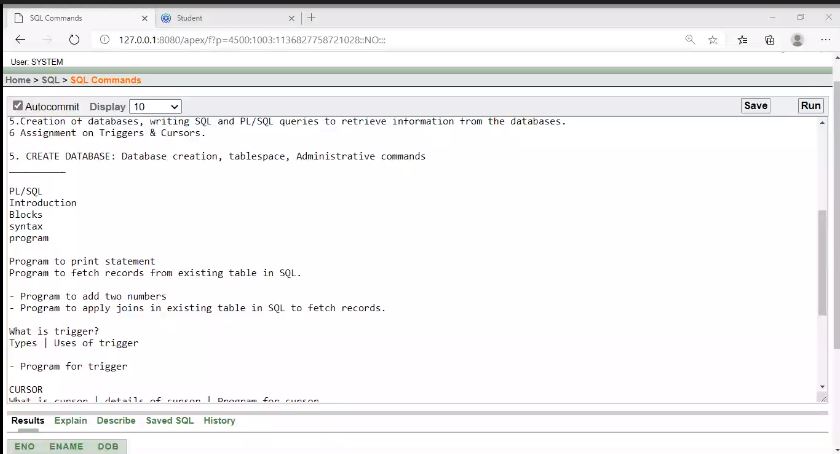 SQL Commands
Student
127.0.0.1:8080/apex/f?p=4500:1003:1136827758721028::NO:::
User: SYSTEM
Home > SQL > SQL Commands
Autocommit Display 10 Save Run
5.Creation of databases, writing SQL and PL/SQL queries to retrieve information from the databases.
6 Assignment on Triggers & Cursors.
5. CREATE DATABASE: Database creation, tablespace, Administrative commands
PL/SQL
Introduction
Blocks
syntax
program
Program to print statement
Program to fetch records from existing table in SQL.
- Program to add two numbers
- Program to apply joins in existing table in SQL to fetch records.
What is trigger?
Types | Uses of trigger
- Program for trigger
CURSOR
What is cursor | details of cursor | Program for cursor
Results Explain Describe Saved SQL History
ENO ENAME DOB